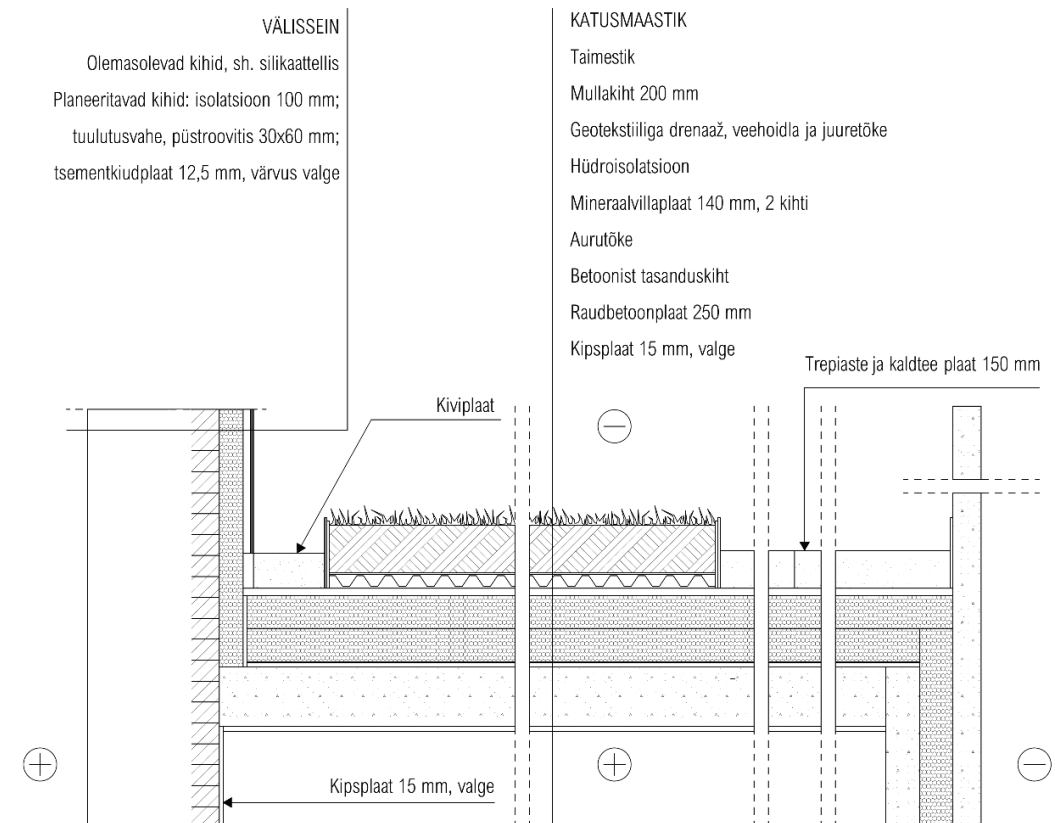 VÄLISSEIN
Olemasolevad kihid, sh. silikaattellis
Planeeritavad kihid: isolatsioon 100 mm;
tuulutusvahe, püstroovitis 30x60 mm;
tsementkiudplaat 12,5 mm, värvus valge
KATUSMAASTIK
Taimestik
Mullakiht 200 mm
Geotekstiiliga drenaaž, veehoidla ja juuretõke
Hüdroisolatsioon
Mineraalvillaplaat 140 mm, 2 kihti
Aurutõke
Betoonist tasanduskiht
Raudbetoonplaat 250 mm
Kipsplaat 15 mm, valge
Trepiaste ja kaldtee plaat 150 mm
Kiviplaat
Kipsplaat 15 mm, valge